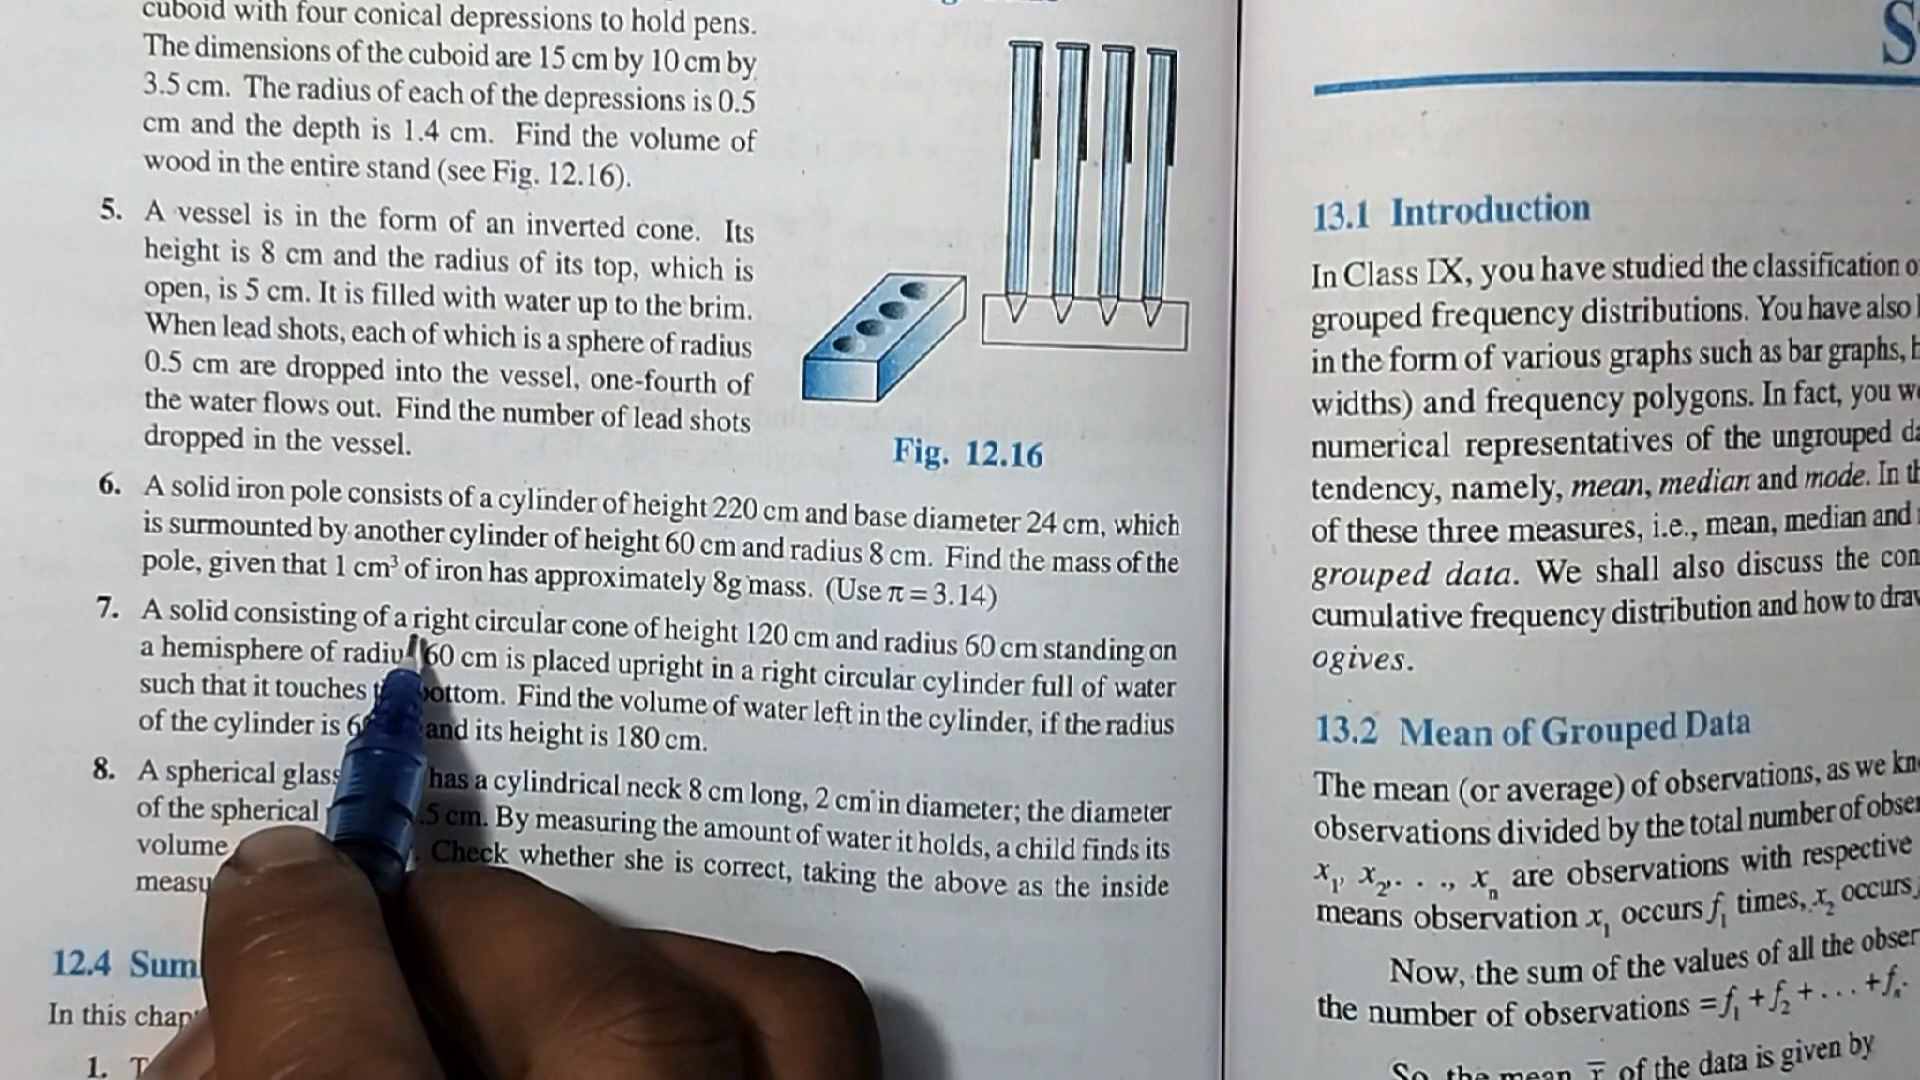 cuboid with four conical depressions to hold pens.
The dimensions of the cuboid are 15 cm by 10 cm by
3.5 cm. The radius of each of the depressions is 0.5
cm and the depth is 1.4 cm. Find the volume of
wood in the entire stand (see Fig. 12.16).
5. A vessel is in the form of an inverted cone. Its
height is 8 cm and the radius of its top, which is
open, is 5 cm. It is filled with water up to the brim.
When lead shots, each of which is a sphere of radius
0.5 cm are dropped into the vessel, one-fourth of
the water flows out. Find the number of lead shots
dropped in the vessel.
Fig. 12.16
6. A solid iron pole consists of a cylinder of height 220 cm and base diameter 24 cm, which
is surmounted by another cylinder of height 60 cm and radius 8 cm. Find the mass of the
pole, given that 1 cm³ of iron has approximately 8g mass. (Use π = 3.14)
7. A solid consisting of a right circular cone of height 120 cm and radius 60 cm standing on
a hemisphere of 60 cm is placed upright in a right circular cylinder full of water
such that it touches bottom. Find the volume of water left in the cylinder, if the radius
of the cylinder is and its height is 180 cm.
8. A spherical glass has a cylindrical neck 8 cm long, 2 cm in diameter; the diameter
of the spherical .5 cm. By measuring the amount of water it holds, a child finds its
volume . Check whether she is correct, taking the above as the inside
12.4
In this
1.
S
13.1 Introduction
In Class IX, you have studied the classification
grouped frequency distributions. You have also
in the form of various graphs such as bar graphs,
widths) and frequency polygons. In fact, you
numerical representatives of the ungrouped
tendency, namely, mean, median and mode. In
of these three measures, i.e., mean, median and
grouped data. We shall also discuss the
cumulative frequency distribution and how to
ogives.
13.2 Mean of Grouped Data
The mean (or average) of observations, as we
observations divided by the total number of
x₁, x₂, . . ., xₙ are observations with respective
means observation x₁ occurs f₁ times, x₂ occurs
Now, the sum of the values of all the
the number of observations = f₁ + f₂ + . . . + fₙ.
So, the mean x̄ of the data is given by